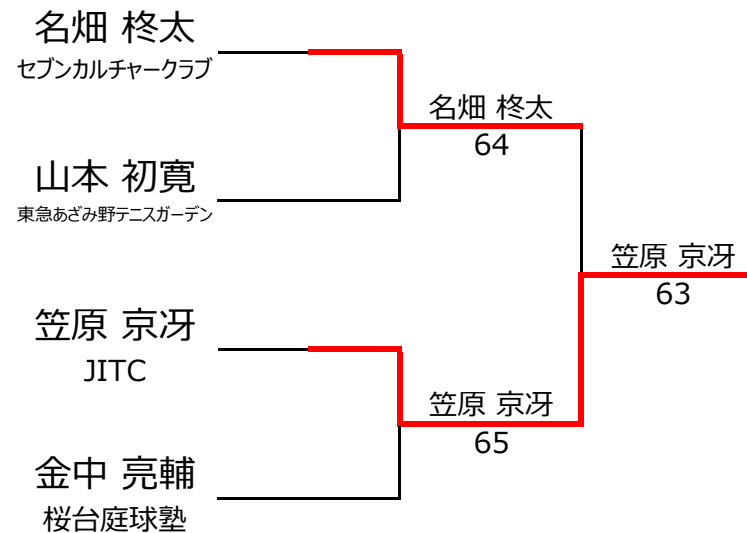 名畑 柊太
セブンカルチャークラブ
名畑 柊太
64
山本 初寛
東急あざみ野テニスガーデン
笠原 京冴
63
笠原 京冴
JITC
笠原 京冴
65
金中 亮輔
桜台庭球塾